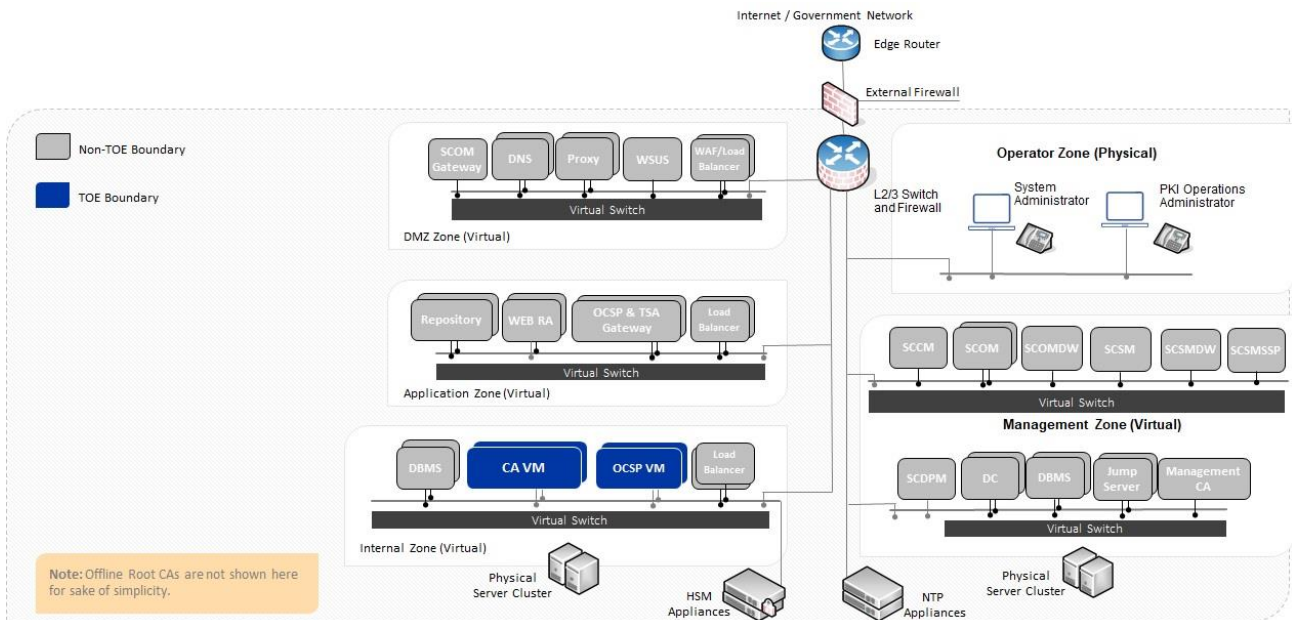 Internet / Government Network
Edge Router
External Firewall
Non-TOE Boundary
TOE Boundary
SCOM
Gateway
DNS
Proxy
WSUS
WAF/Load
Balancer
Virtual Switch
DMZ Zone (Virtual)
L2/3 Switch
and Firewall
Operator Zone (Physical)
System
Administrator
PKI Operations
Administrator
Repository
WEB RA
OCSP & TSA
Gateway
Load
Balancer
Virtual Switch
Application Zone (Virtual)
SCCM
SCOM
SCOMDW
SCSM
SCSMDW
SCSMSSP
Virtual Switch
Management Zone (Virtual)
DBMS
CA VM
OCSP VM
Load
Balancer
Virtual Switch
Internal Zone (Virtual)
SCDPM
DC
DBMS
Jump
Server
Management
CA
Virtual Switch
Note: Offline Root CAs are not shown here
for sake of simplicity.
Physical
Server Cluster
HSM
Appliances
NTP
Appliances
Physical
Server Cluster